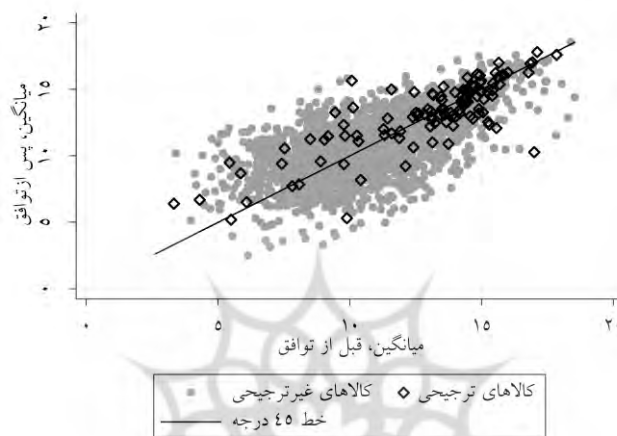 ۲۰
۱۵
۱۰
۵
۰
میانگین، پس از توافق
۰ ۵ ۱۰ ۱۵ ۲۰
میانگین، قبل از توافق
کالاهای ترجیحی کالاهای غیرترجیحی
خط ٤٥ درجه